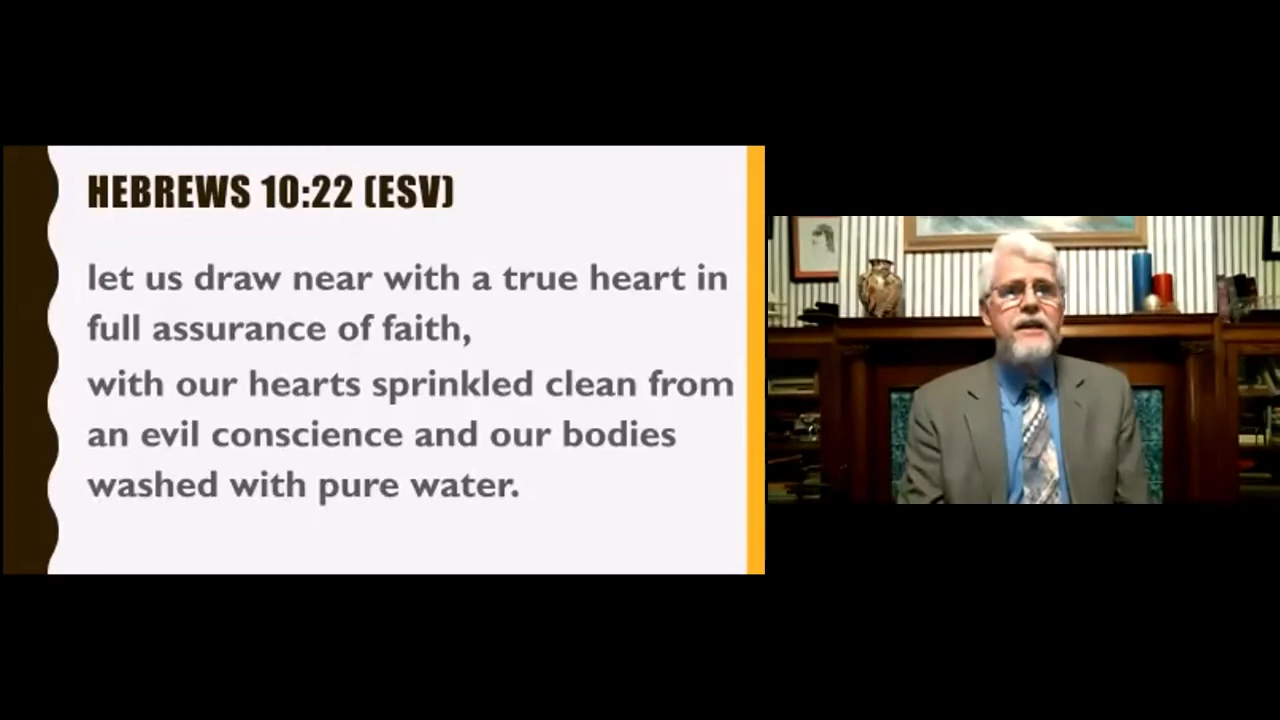 HEBREWS 10:22 (ESV)
let us draw near with a true heart in
full assurance of faith,
with our hearts sprinkled clean from
an evil conscience and our bodies
washed with pure water.